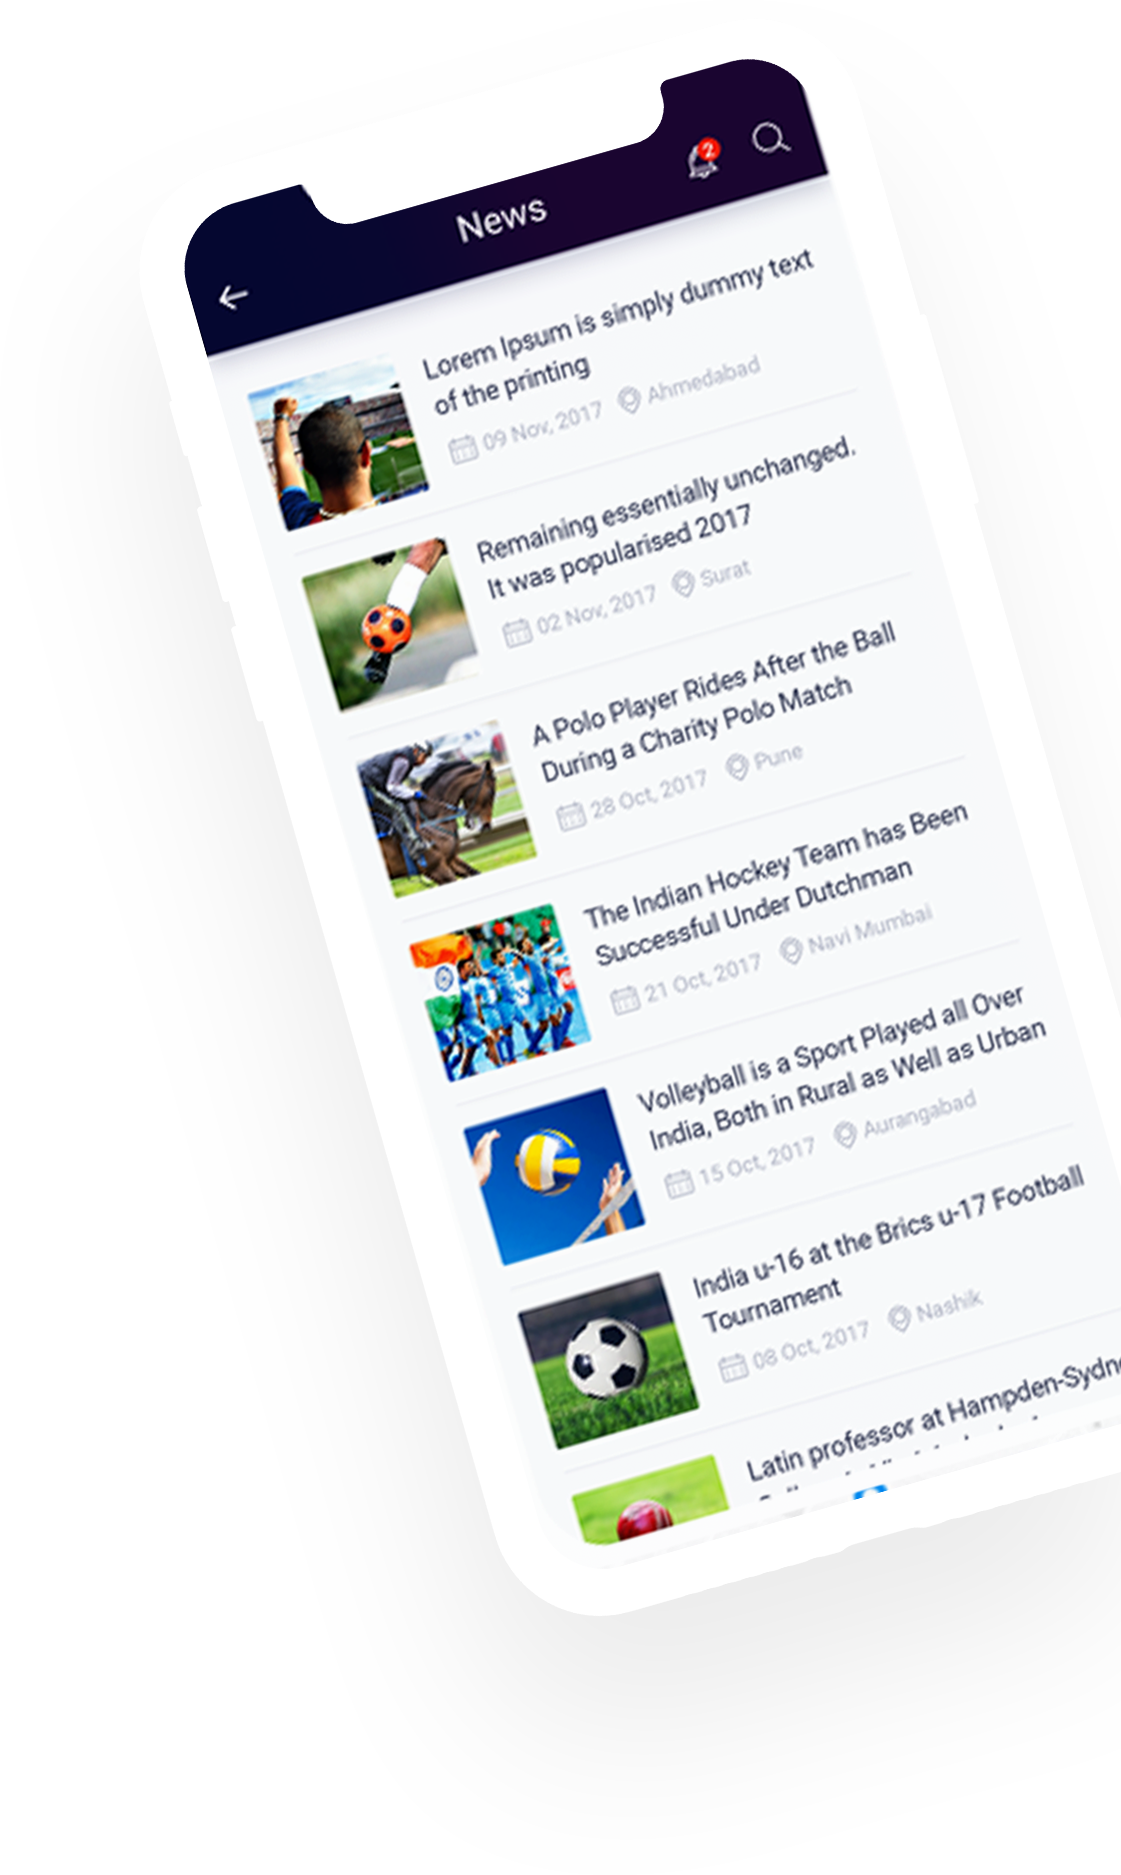 2
News
Lorem Ipsum is simply dummy text
of the printing
09 Nov, 2017 Ahmedabad
Remaining essentially unchanged.
It was popularised 2017
02 Nov, 2017 Surat
A Polo Player Rides After the Ball
During a Charity Polo Match
28 Oct, 2017 Pune
The Indian Hockey Team has Been
Successful Under Dutchman
21 Oct, 2017 Navi Mumbai
Volleyball is a Sport Played all Over
India, Both in Rural as Well as Urban
15 Oct, 2017 Aurangabad
India u-16 at the Brics u-17 Football
Tournament
08 Oct, 2017 Nashik
Latin professor at Hampden-Sydne